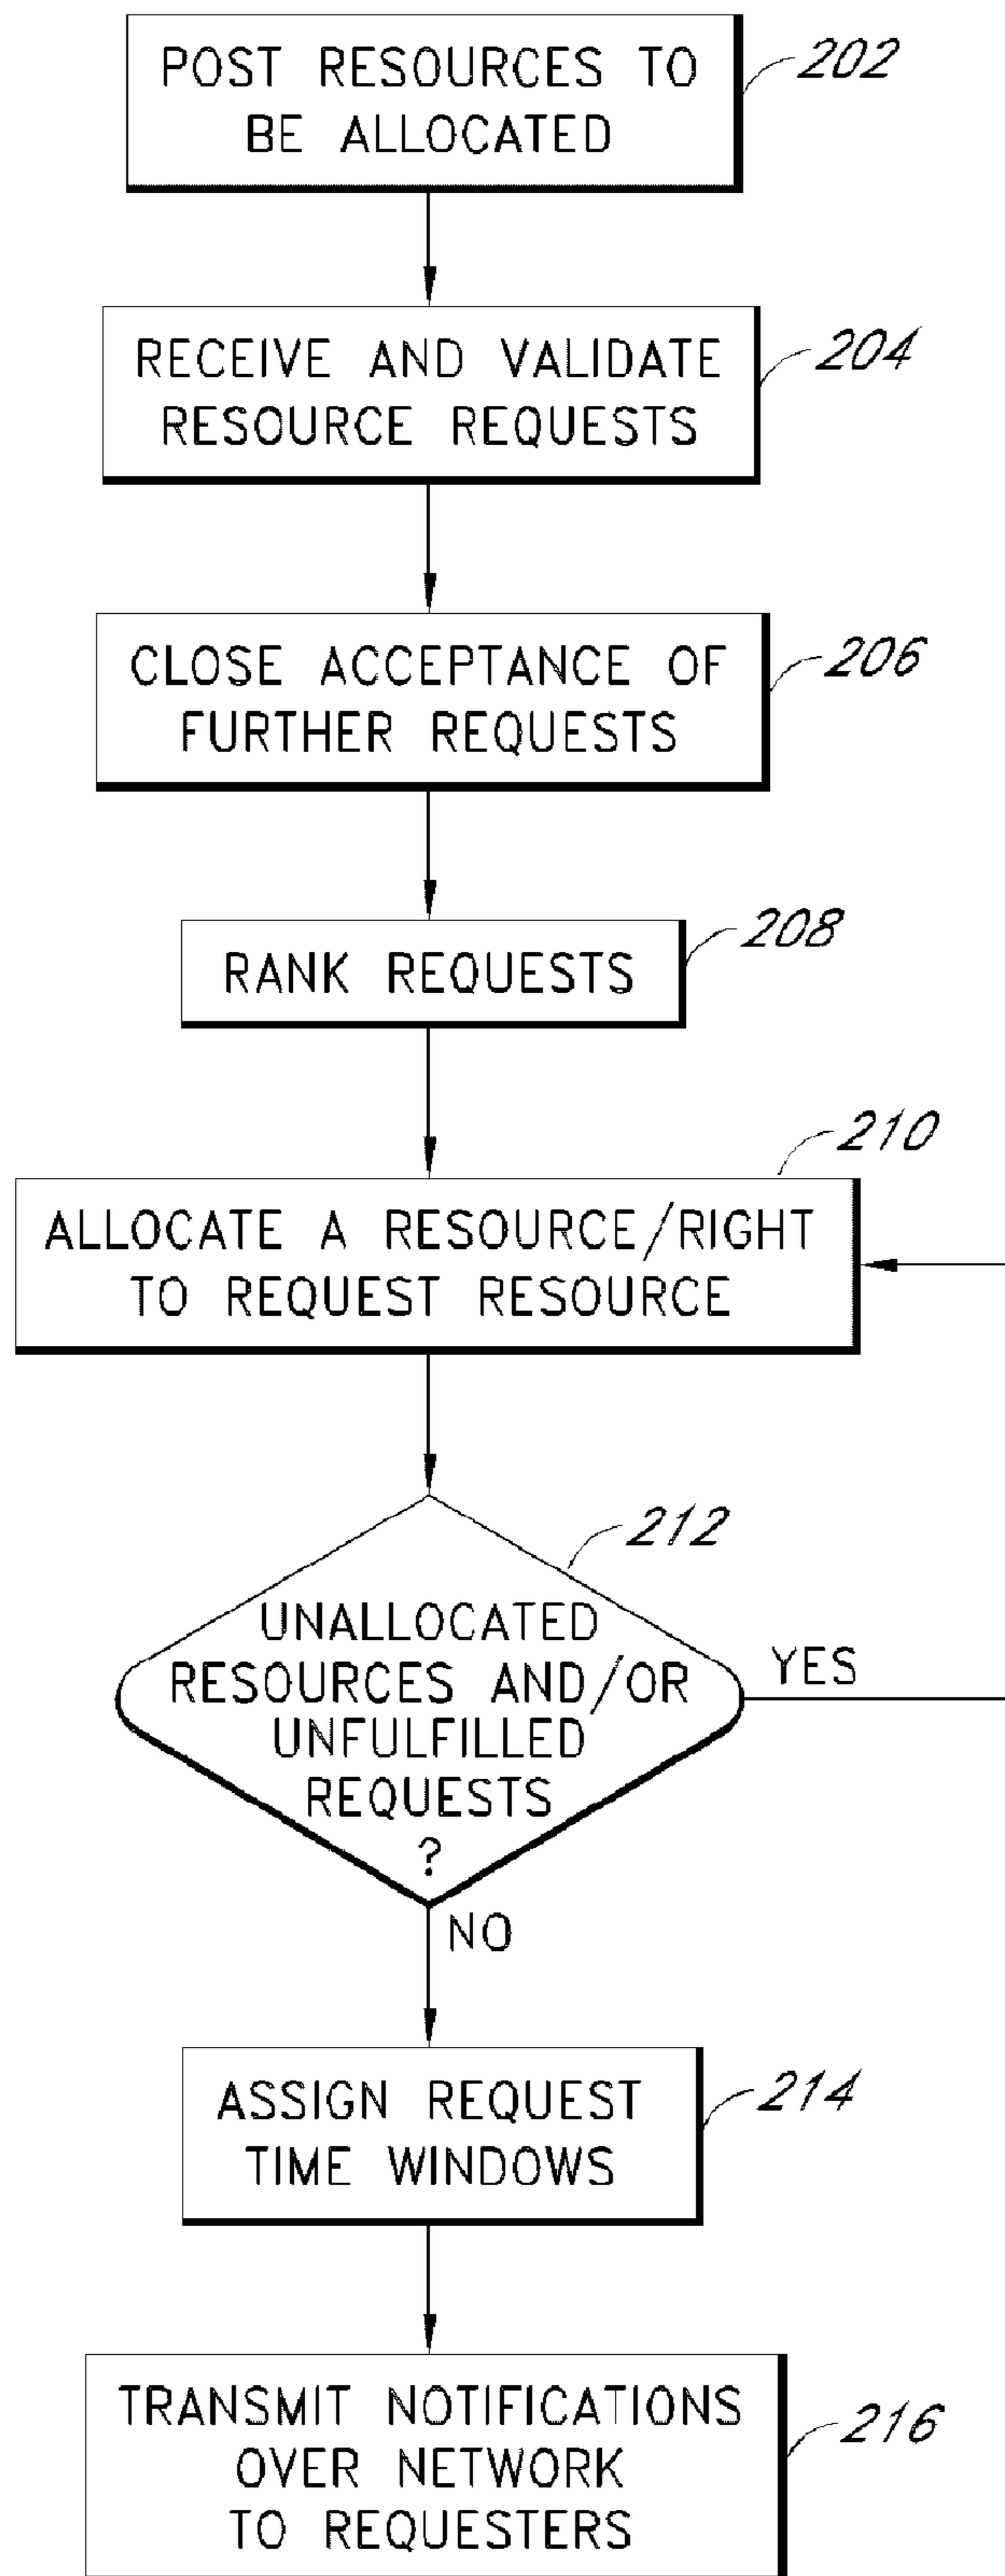 POST RESOURCES TO
BE ALLOCATED
202
RECEIVE AND VALIDATE
RESOURCE REQUESTS
204
CLOSE ACCEPTANCE OF
FURTHER REQUESTS
206
RANK REQUESTS
208
210
ALLOCATE A RESOURCE/RIGHT
TO REQUEST RESOURCE
212
UNALLOCATED
RESOURCES AND/OR
UNFULFILLED
REQUESTS
?
YES
NO
ASSIGN REQUEST
TIME WINDOWS
214
TRANSMIT NOTIFICATIONS
OVER NETWORK
TO REQUESTERS
216